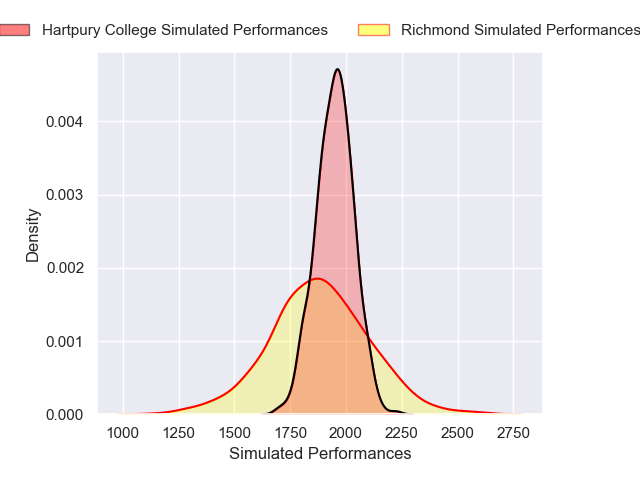 Hartpury College Simulated Performances
Richmond Simulated Performances
0.004
0.003
0.002
0.001
0.000
Density
1000 1250 1500 1750 2000 2250 2500 2750
Simulated Performances